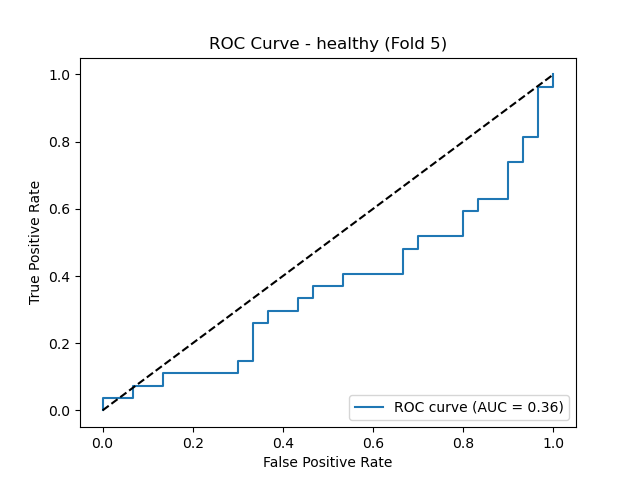 ROC Curve - healthy (Fold 5)
True Positive Rate
1.0
0.8
0.6
0.4
0.2
0.0
ROC curve (AUC = 0.36)
0.0 0.2 0.4 0.6 0.8 1.0
False Positive Rate